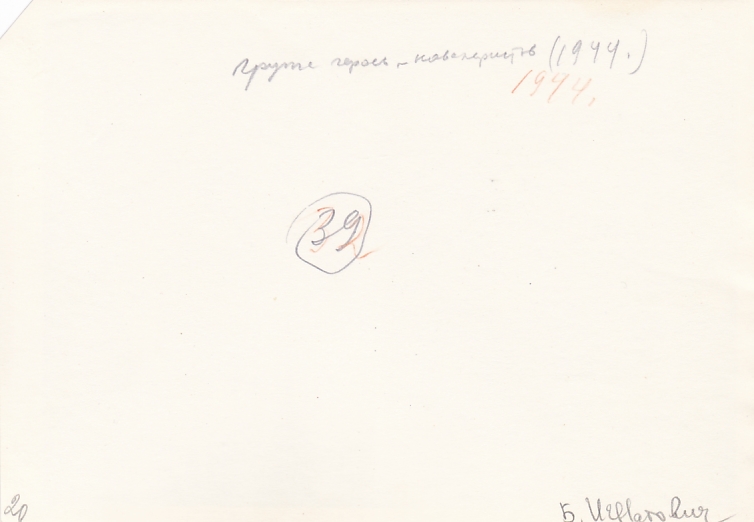 группа героев - кавалеристов (1944.)
1944.
39
20
Б. Игнатович